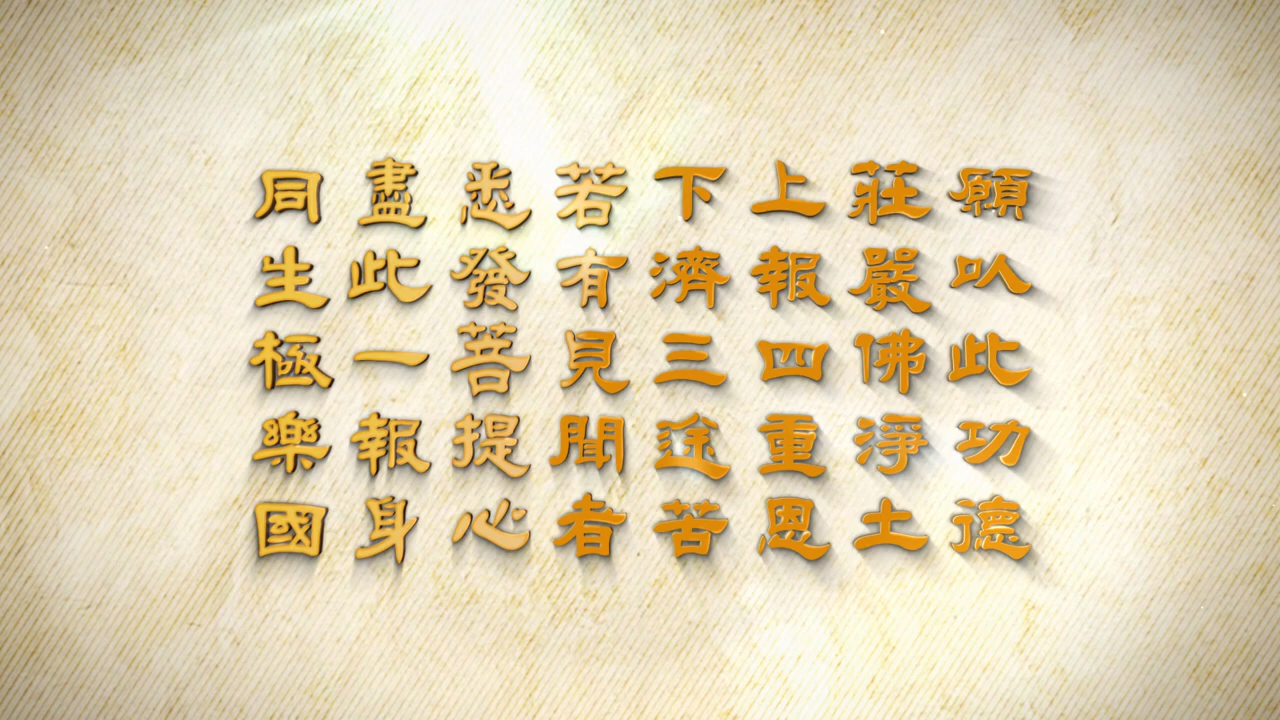 願以此功德
莊嚴佛淨土
上報四重恩
下濟三途苦
若有見聞者
悉發菩提心
盡此一報身
同生極樂國